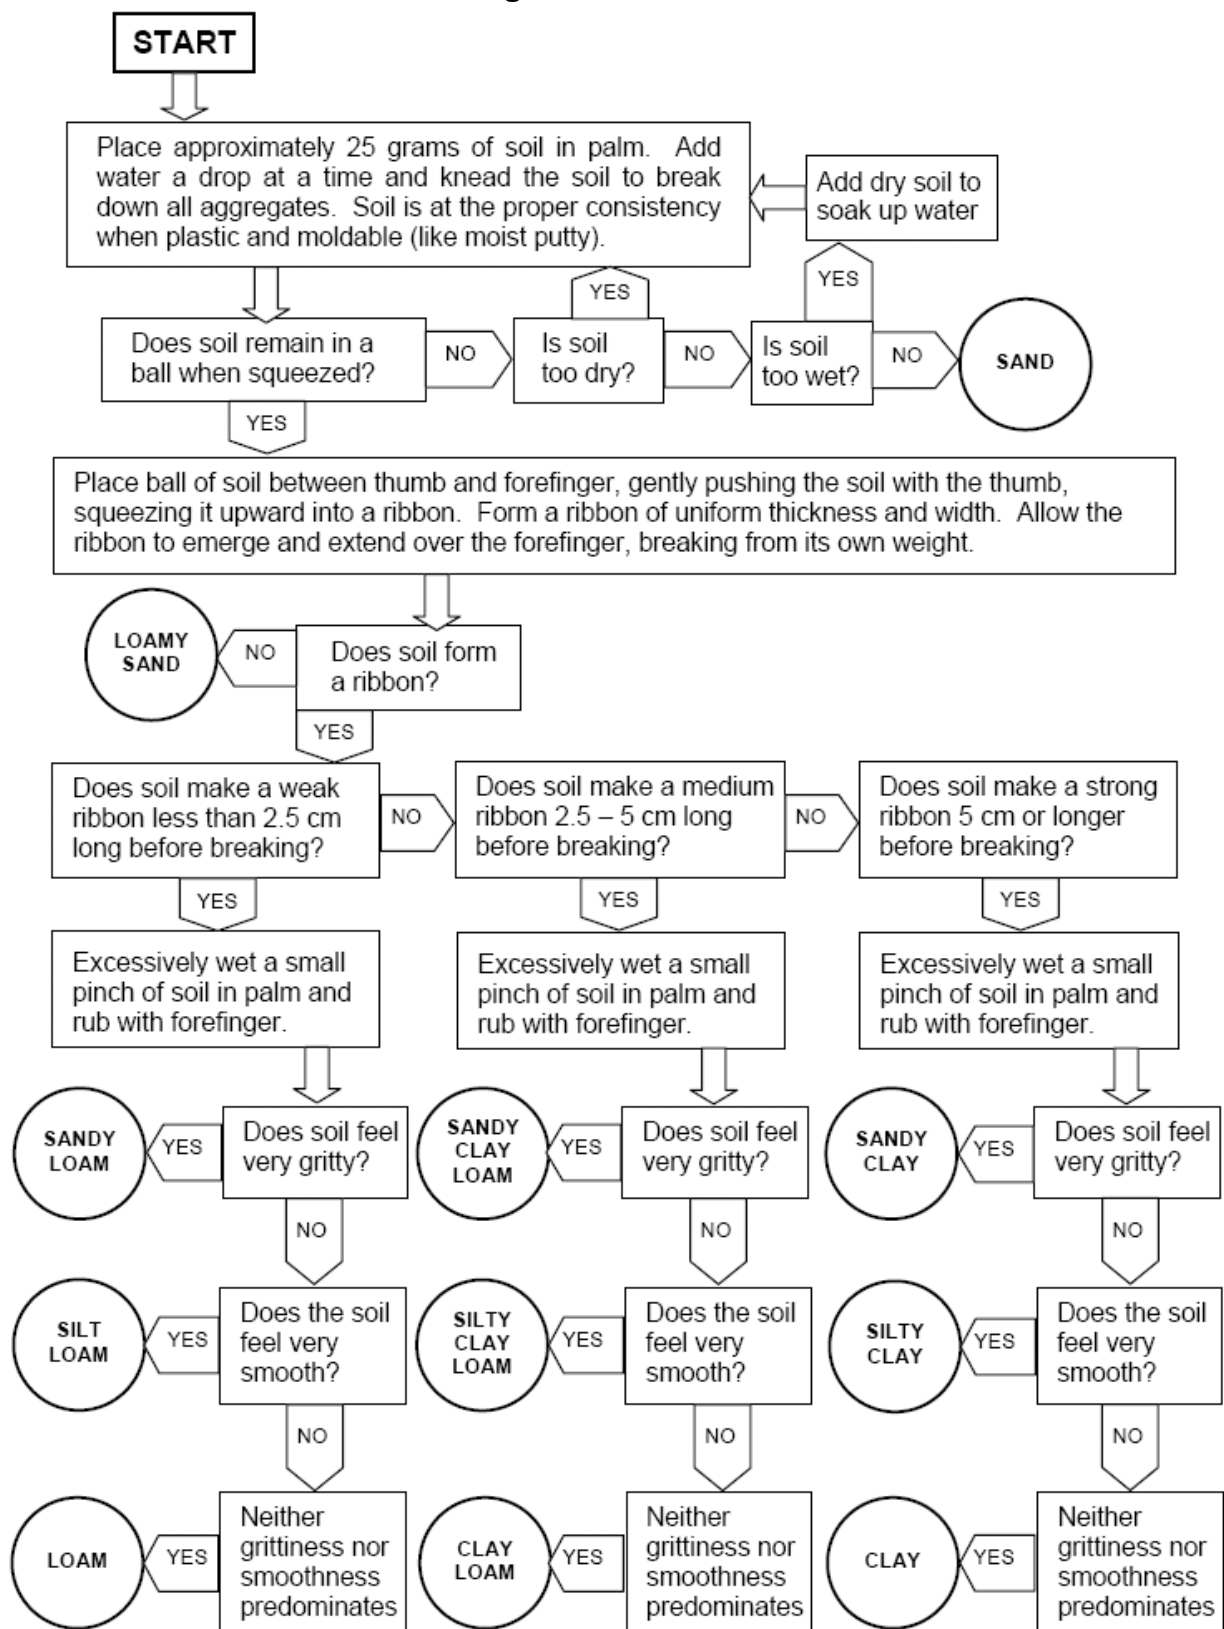 START
Place approximately 25 grams of soil in palm. Add
water a drop at a time and knead the soil to break
down all aggregates. Soil is at the proper consistency
when plastic and moldable (like moist putty).
Add dry soil to
soak up water
YES
YES
Does soil remain in a
ball when squeezed?
NO
Is soil
too dry?
NO
Is soil
too wet?
NO
SAND
YES
Place ball of soil between thumb and forefinger, gently pushing the soil with the thumb,
squeezing it upward into a ribbon. Form a ribbon of uniform thickness and width. Allow the
ribbon to emerge and extend over the forefinger, breaking from its own weight.
LOAMY
SAND
NO
Does soil form
a ribbon?
YES
Does soil make a weak
ribbon less than 2.5 cm
long before breaking?
NO
Does soil make a medium
ribbon 2.5 – 5 cm long
before breaking?
NO
Does soil make a strong
ribbon 5 cm or longer
before breaking?
YES
YES
YES
Excessively wet a small
pinch of soil in palm and
rub with forefinger.
Excessively wet a small
pinch of soil in palm and
rub with forefinger.
Excessively wet a small
pinch of soil in palm and
rub with forefinger.
SANDY
LOAM
YES
Does soil feel
very gritty?
SANDY
CLAY
LOAM
YES
Does soil feel
very gritty?
SANDY
CLAY
YES
Does soil feel
very gritty?
NO
NO
NO
SILT
LOAM
YES
Does the soil
feel very
smooth?
SILTY
CLAY
LOAM
YES
Does the soil
feel very
smooth?
SILTY
CLAY
YES
Does the soil
feel very
smooth?
NO
NO
NO
LOAM
YES
Neither
grittiness nor
smoothness
predominates
CLAY
LOAM
YES
Neither
grittiness nor
smoothness
predominates
CLAY
YES
Neither
grittiness nor
smoothness
predominates